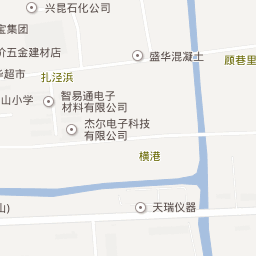 兴昆石化公司
宝集团
介五金建材店
盛华混凝土
顾巷里
华超市
扎泾浜
智易通电子
材料有限公司
山小学
杰尔电子科技
有限公司
横港
山)
天瑞仪器